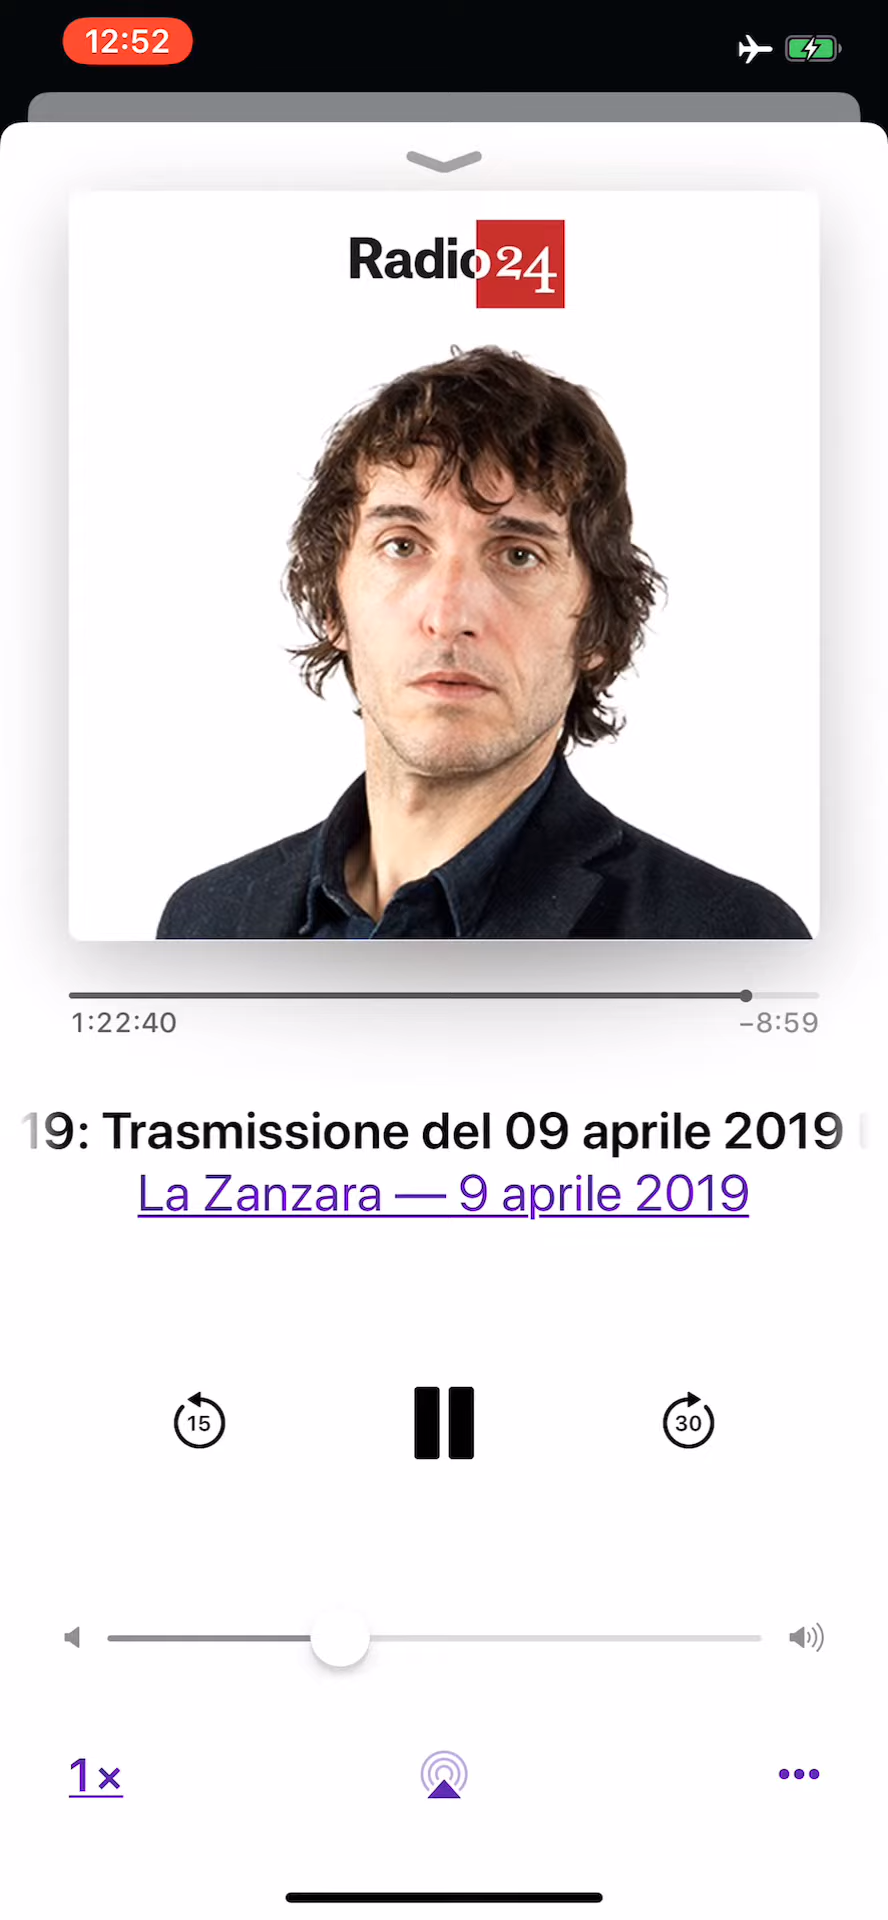 12:52
Radio24
1:22:40
−8:59
19: Trasmissione del 09 aprile 2019
La Zanzara — 9 aprile 2019
15
30
1×